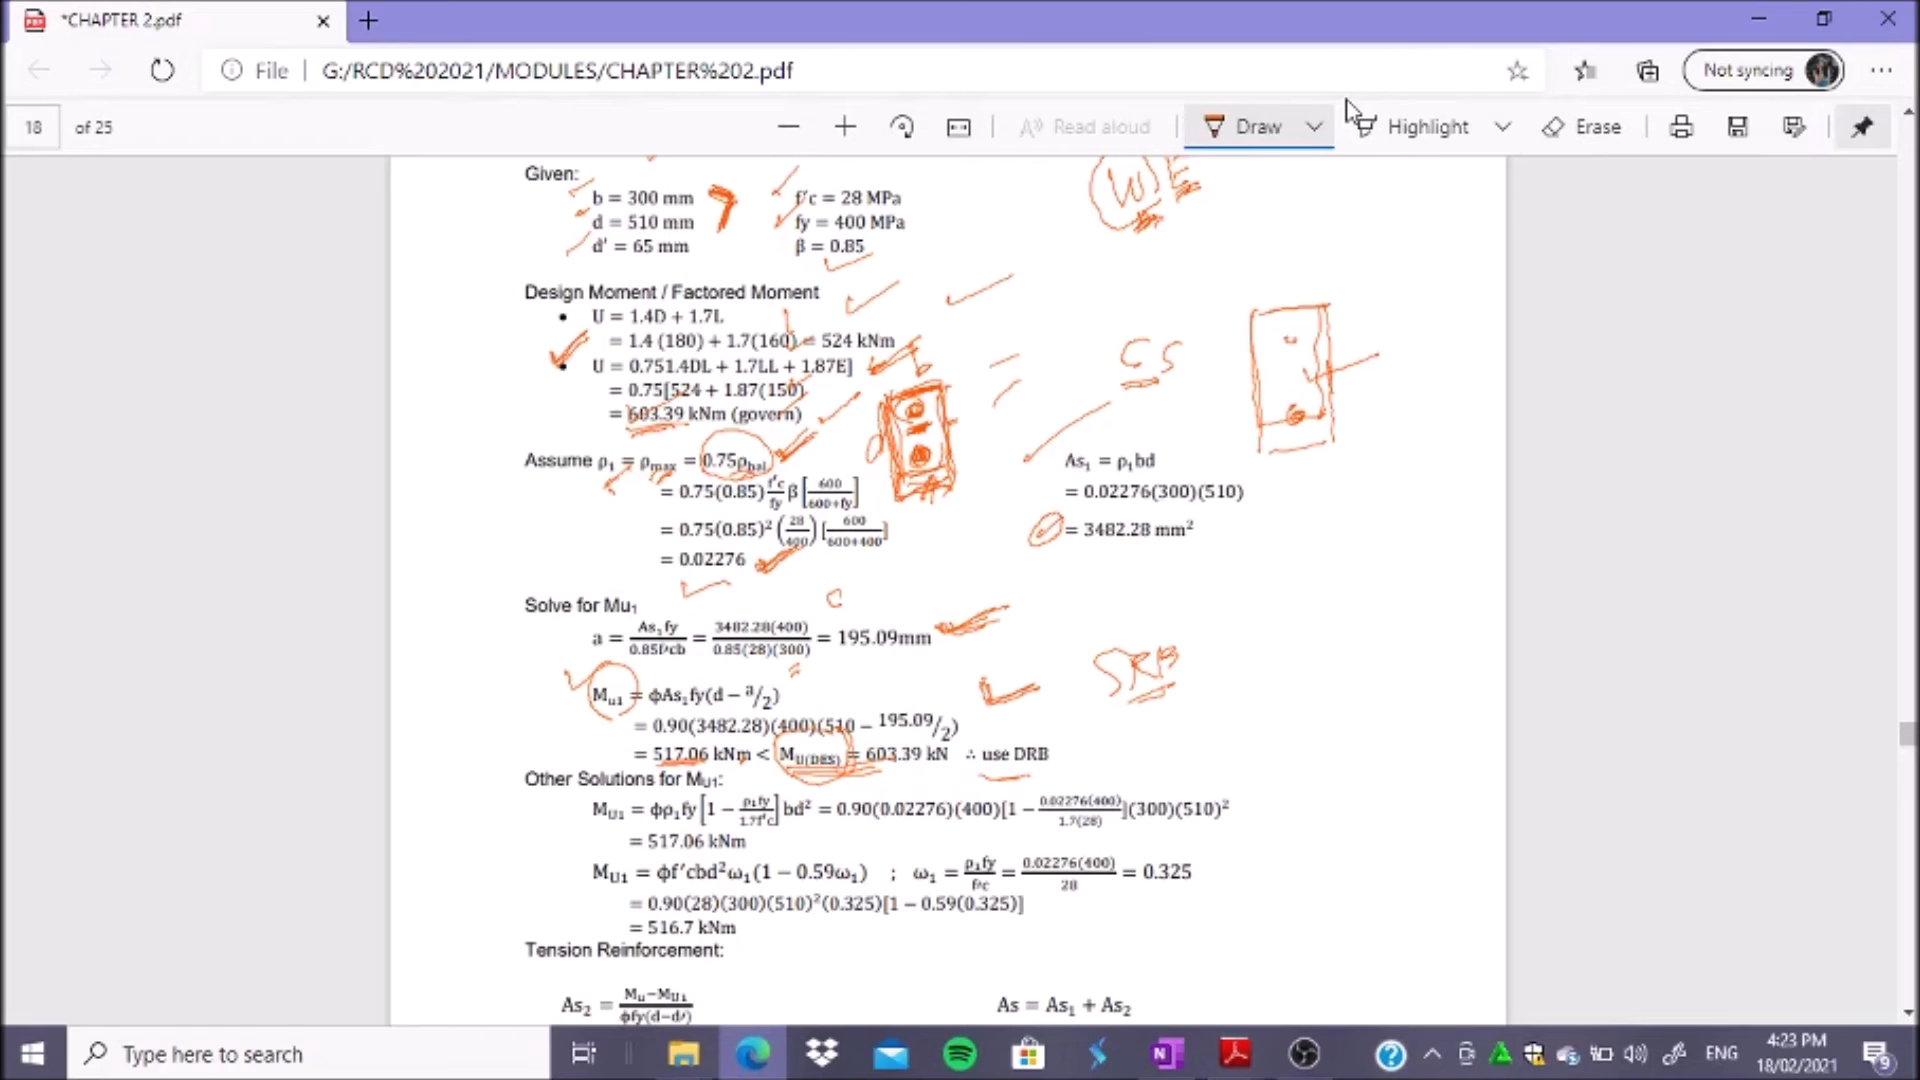 *CHAPTER 2.pdf
File | G:/RCD%202021/MODULES/CHAPTER%202.pdf
Not syncing
18 of 25
Read aloud
Draw
Highlight
Erase
Given:
b = 300 mm f'c = 28 MPa
d = 510 mm fy = 400 MPa
d' = 65 mm β = 0.85
W E
Design Moment / Factored Moment
• U = 1.4D + 1.7L
= 1.4 (180) + 1.7(160) = 524 kNm
• U = 0.751.4DL + 1.7LL + 1.87E]
= 0.75[524 + 1.87(150)
= 603.39 kNm (govern)
Assume ρ₁ = ρmax = 0.75ρbal As₁ = ρ₁bd
= 0.75(0.85) f'c/fy β [600/(600+fy)] = 0.02276(300)(510)
= 0.75(0.85)² (28/400) [600/(600+400)] = 3482.28 mm²
= 0.02276
Solve for Mu₁
a = As₁fy/0.85f'cb = 3482.28(400)/0.85(28)(300) = 195.09mm
SRB
Mu1 = ϕAs₁fy(d − a/2)
= 0.90(3482.28)(400)(510 − 195.09/2)
= 517.06 kNm < MU(DES) = 603.39 kN ∴ use DRB
Other Solutions for MU1:
MU1 = ϕρ₁fy [1 − ρ₁fy/1.7f'c] bd² = 0.90(0.02276)(400)[1 − 0.02276(400)/1.7(28)](300)(510)²
= 517.06 kNm
MU1 = ϕf'cbd²ω₁(1 − 0.59ω₁) ; ω₁ = ρ₁fy/f'c = 0.02276(400)/28 = 0.325
= 0.90(28)(300)(510)²(0.325)[1 − 0.59(0.325)]
= 516.7 kNm
Tension Reinforcement:
As₂ = Mu−MU1/ϕfy(d−d') As = As₁ + As₂
Type here to search
ENG
4:23 PM
18/02/2021
9